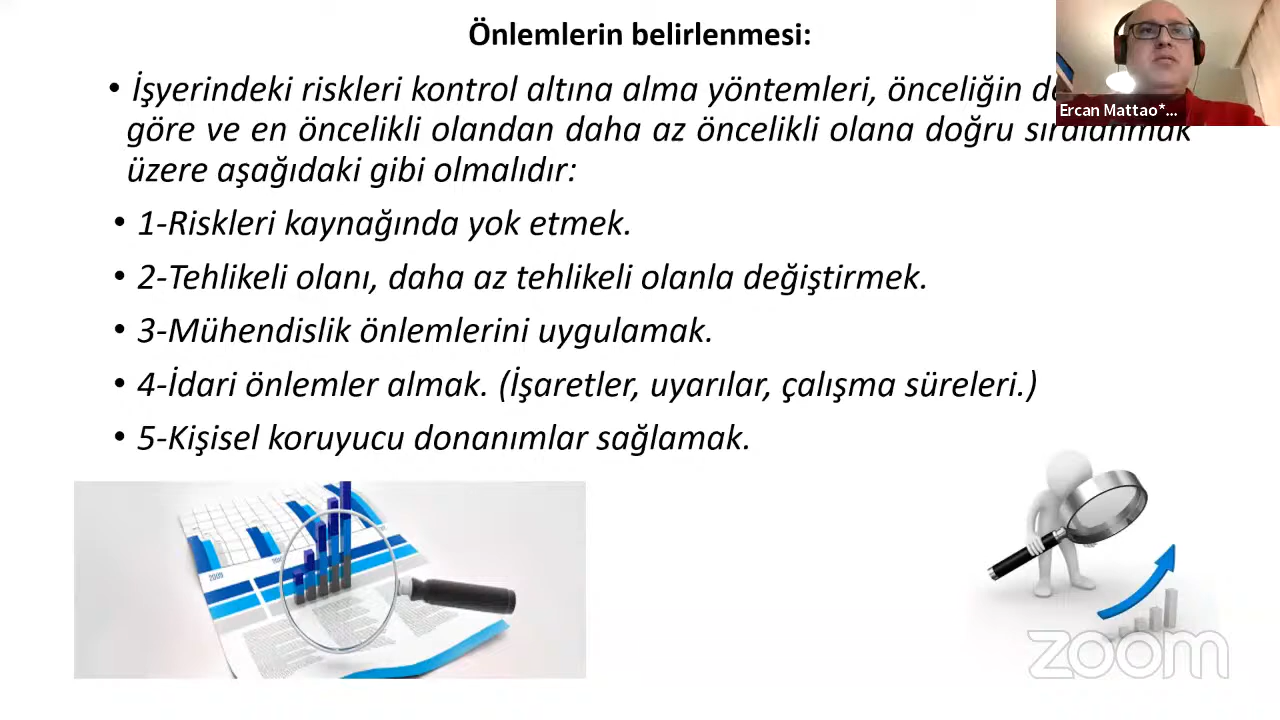 Önlemlerin belirlenmesi:
• İşyerindeki riskleri kontrol altına alma yöntemleri, önceliğin
göre ve en öncelikli olandan daha az öncelikli olana doğru sıralanmak
üzere aşağıdaki gibi olmalıdır:
• 1-Riskleri kaynağında yok etmek.
• 2-Tehlikeli olanı, daha az tehlikeli olanla değiştirmek.
• 3-Mühendislik önlemlerini uygulamak.
• 4-İdari önlemler almak. (İşaretler, uyarılar, çalışma süreleri.)
• 5-Kişisel koruyucu donanımlar sağlamak.
Ercan Mattao*...
2009
zoom